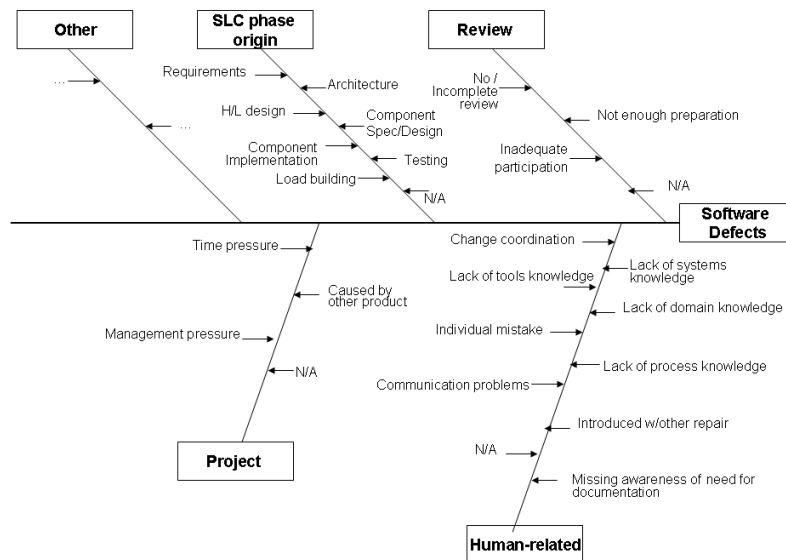 Other
SLC phase
origin
Review
...
...
Requirements
Architecture
H/L design
Component
Spec/Design
Component
Implementation
Testing
Load building
N/A
No /
Incomplete
review
Not enough preparation
Inadequate
participation
N/A
Software
Defects
Time pressure
Caused by
other product
Management pressure
N/A
Project
Change coordination
Lack of systems
knowledge
Lack of tools knowledge
Lack of domain knowledge
Individual mistake
Lack of process knowledge
Communication problems
Introduced w/other repair
N/A
Missing awareness of need for
documentation
Human-related